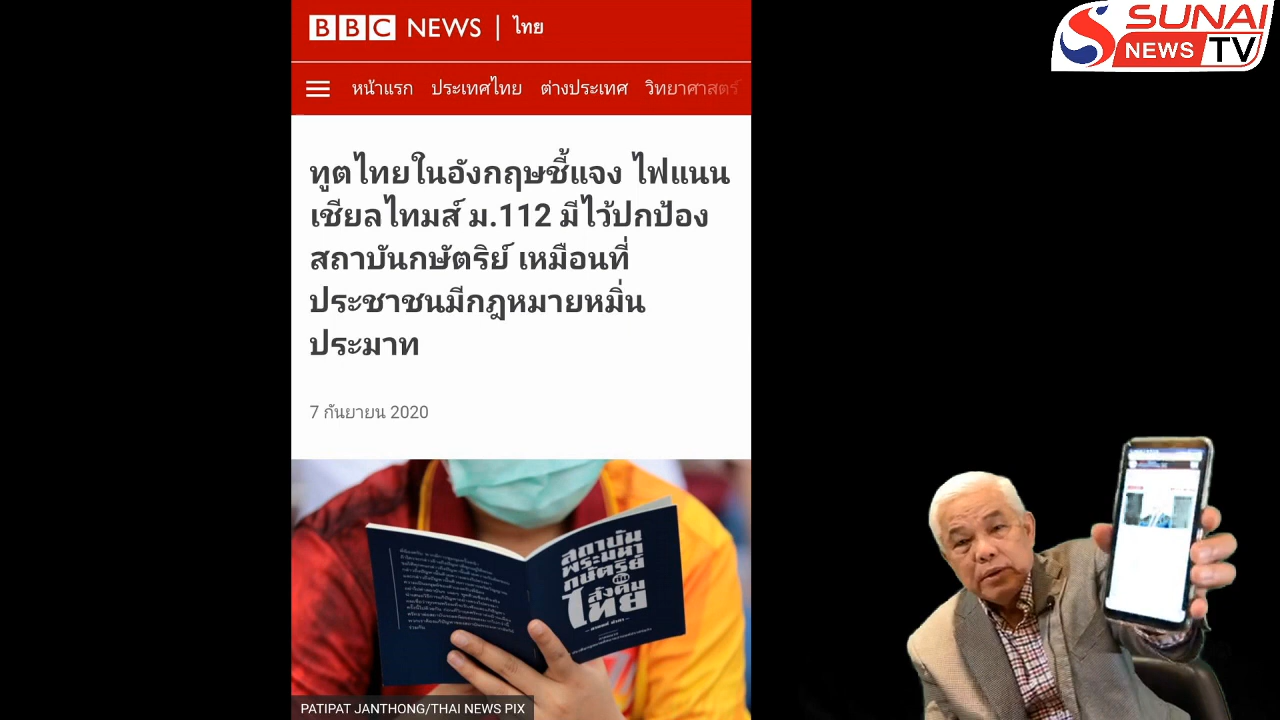 BBC NEWS | ไทย
SUNAI
NEWS TV
หน้าแรก ประเทศไทย ต่างประเทศ วิทยาศาสตร์
ทูตไทยในอังกฤษชี้แจง ไฟแนน
เชียลไทมส์ ม.112 มีไว้ปกป้อง
สถาบันกษัตริย์ เหมือนที่
ประชาชนมีกฎหมายหมิ่น
ประมาท
7 กันยายน 2020
สถาบัน
พระมหา
กษัตริย์
กับ
สังคม
ไทย
PATIPAT JANTHONG/THAI NEWS PIX